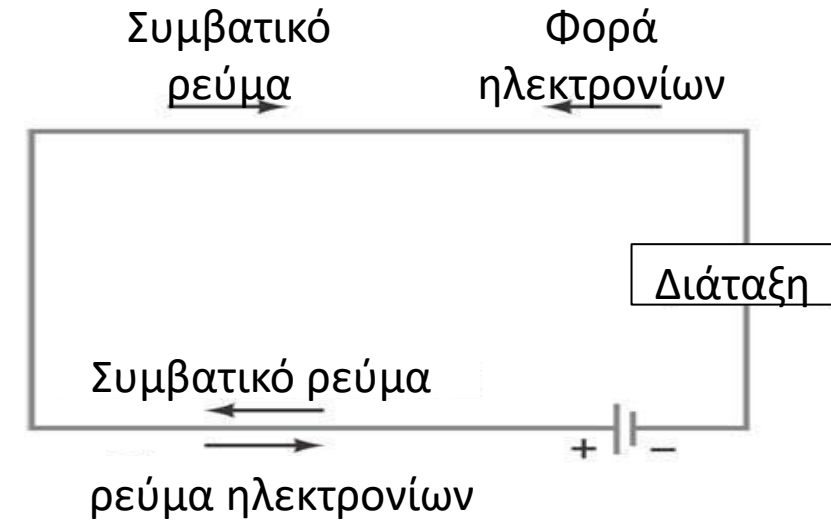 Συμβατικό
ρεύμα
Φορά
ηλεκτρονίων
Διάταξη
Συμβατικό ρεύμα
+ −
ρεύμα ηλεκτρονίων